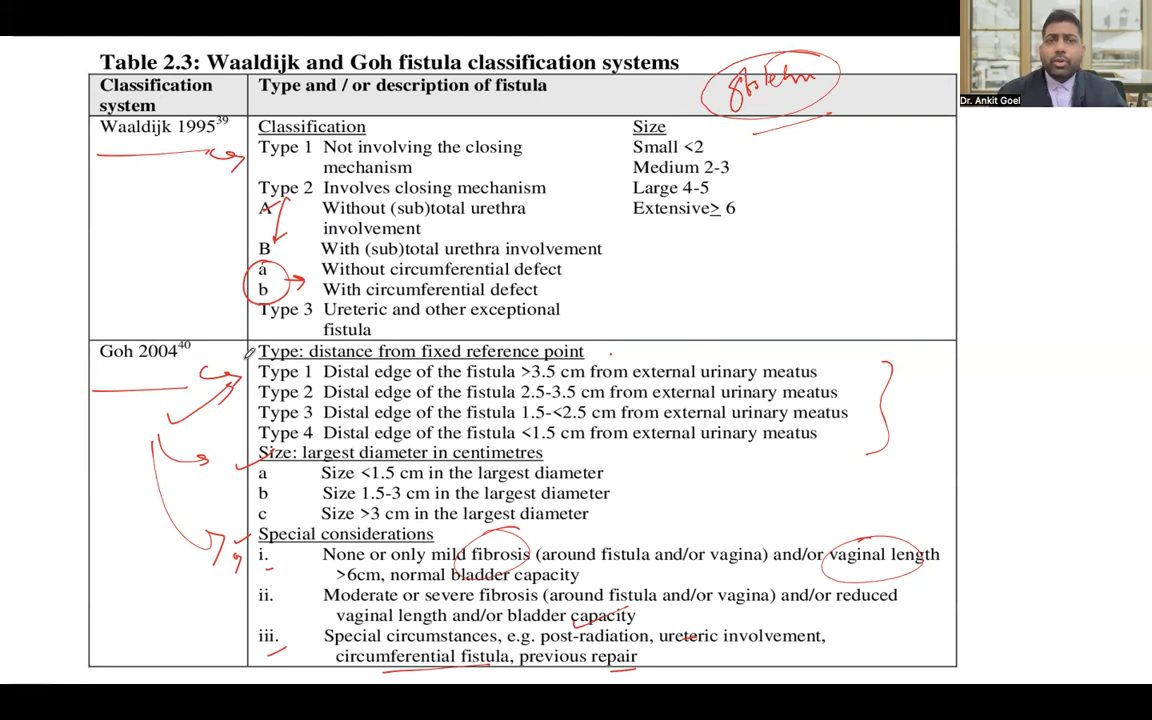 Table 2.3: Waaldijk and Goh fistula classification systems
Dr. Ankit Goel
Classification system
Type and / or description of fistula
Waaldijk 1995³⁹
Classification
Type 1 Not involving the closing
mechanism
Type 2 Involves closing mechanism
A Without (sub)total urethra
involvement
B With (sub)total urethra involvement
a Without circumferential defect
b With circumferential defect
Type 3 Ureteric and other exceptional
fistula
Size
Small <2
Medium 2-3
Large 4-5
Extensive≥ 6
Goh 2004⁴⁰
Type: distance from fixed reference point
Type 1 Distal edge of the fistula >3.5 cm from external urinary meatus
Type 2 Distal edge of the fistula 2.5-3.5 cm from external urinary meatus
Type 3 Distal edge of the fistula 1.5-<2.5 cm from external urinary meatus
Type 4 Distal edge of the fistula <1.5 cm from external urinary meatus
Size: largest diameter in centimetres
a Size <1.5 cm in the largest diameter
b Size 1.5-3 cm in the largest diameter
c Size >3 cm in the largest diameter
Special considerations
i. None or only mild fibrosis (around fistula and/or vagina) and/or vaginal length
>6cm, normal bladder capacity
ii. Moderate or severe fibrosis (around fistula and/or vagina) and/or reduced
vaginal length and/or bladder capacity
iii. Special circumstances, e.g. post-radiation, ureteric involvement,
circumferential fistula, previous repair